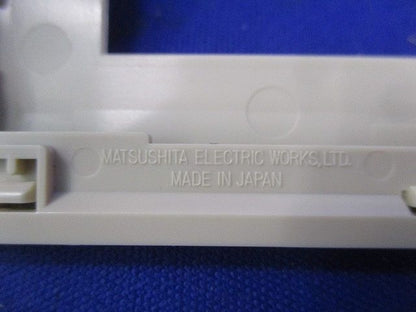 MATSUSHITA ELECTRIC WORKS,LTD.
MADE IN JAPAN